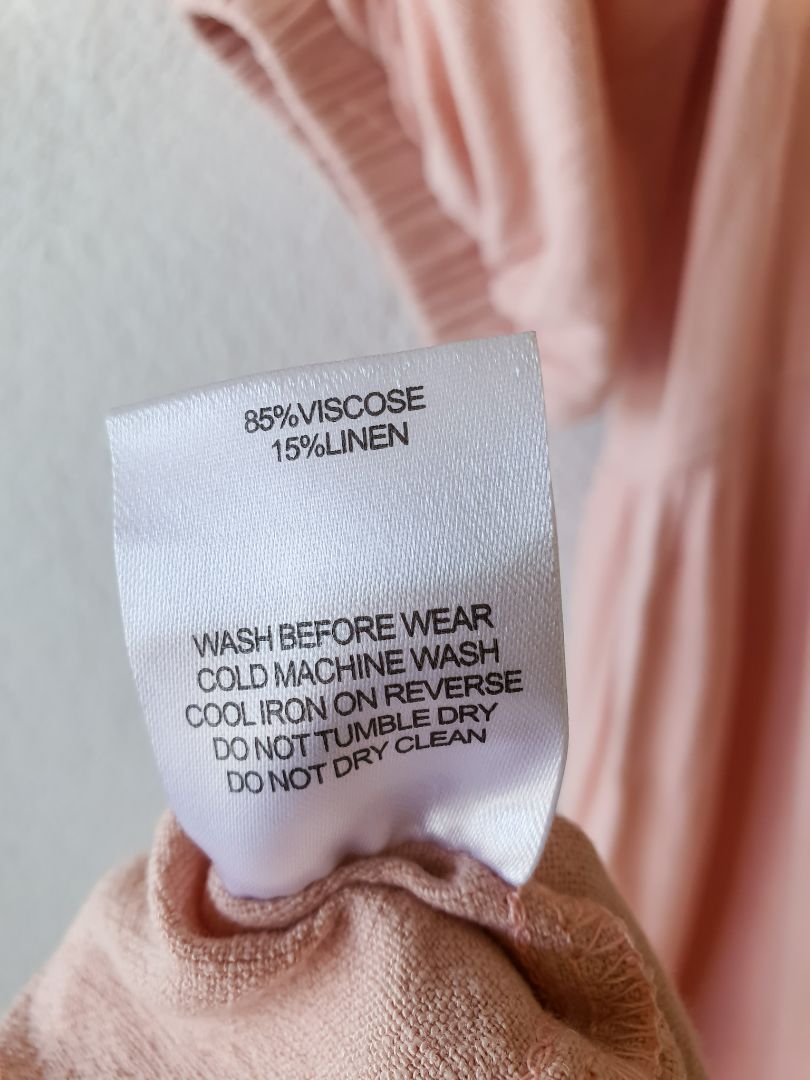 85%VISCOSE
15%LINEN
WASH BEFORE WEAR
COLD MACHINE WASH
COOL IRON ON REVERSE
DO NOT TUMBLE DRY
DO NOT DRY CLEAN